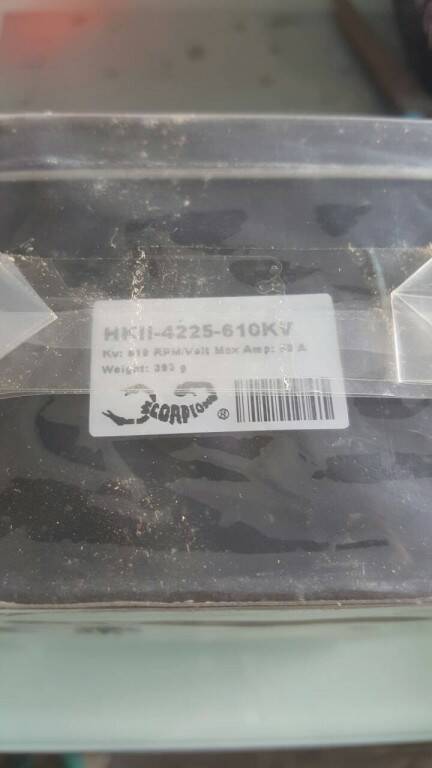 HKII-4225-610KV
Kv: 610 RPM/Volt Max Amp: A
Weight: g
SCORPION ®